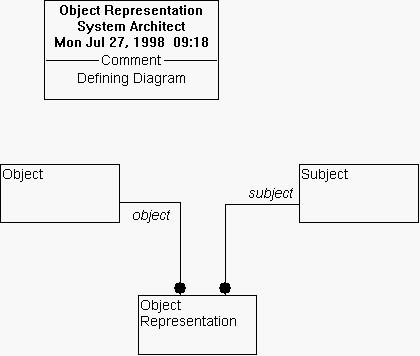 Object Representation
System Architect
Mon Jul 27, 1998 09:18
Comment
Defining Diagram
Object
Subject
object
subject
Object
Representation